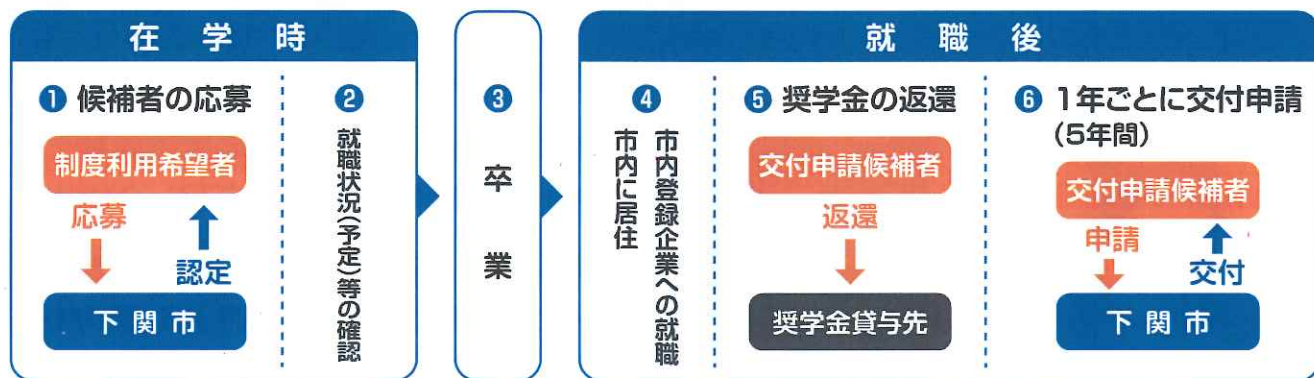 在学時
❶ 候補者の応募
制度利用希望者
応募
認定
下関市
❷
就職状況(予定)等の確認
❸
卒業
就職後
❹
市内登録企業への就職
市内に居住
❺ 奨学金の返還
交付申請候補者
返還
奨学金貸与先
❻ 1年ごとに交付申請
(5年間)
交付申請候補者
申請
交付
下関市